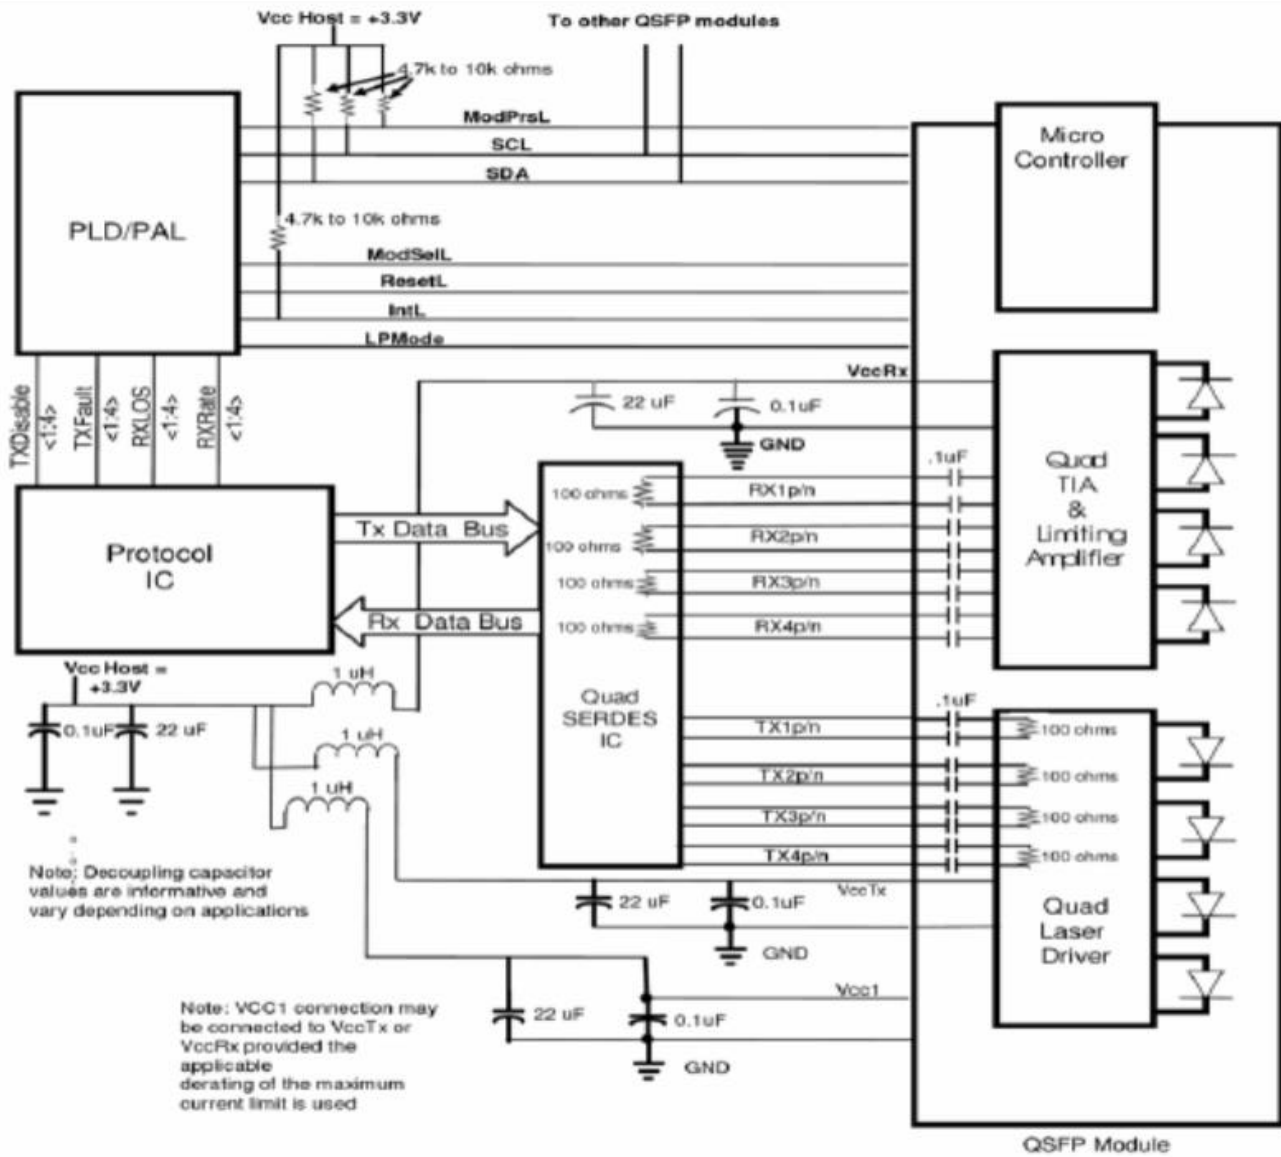 Vcc Host = +3.3V
To other QSFP modules
4.7k to 10k ohms
ModPrsL
SCL
SDA
Micro
Controller
PLD/PAL
4.7k to 10k ohms
ModSelL
ResetL
IntL
LPMode
TXDisable
<1:4>
TXFault
<1:4>
RXLOS
<1:4>
RXRate
<1:4>
VccRx
22 uF
0.1uF
GND
.1uF
Quad
TIA
&
Limiting
Amplifier
100 ohms
RX1p/n
Tx Data Bus
100 ohms
RX2p/n
Protocol
IC
100 ohms
RX3p/n
Rx Data Bus
100 ohms
RX4p/n
Vcc Host =
+3.3V
1 uH
0.1uF
22 uF
1 uH
1 uH
Quad
SERDES
IC
.1uF
TX1p/n
100 ohms
TX2p/n
100 ohms
TX3p/n
100 ohms
TX4p/n
100 ohms
Note; Decoupling capacitor
values are informative and
vary depending on applications
VccTx
22 uF
0.1uF
GND
Quad
Laser
Driver
Vcc1
22 uF
0.1uF
GND
Note: VCC1 connection may
be connected to VccTx or
VccRx provided the
applicable
derating of the maximum
current limit is used
QSFP Module